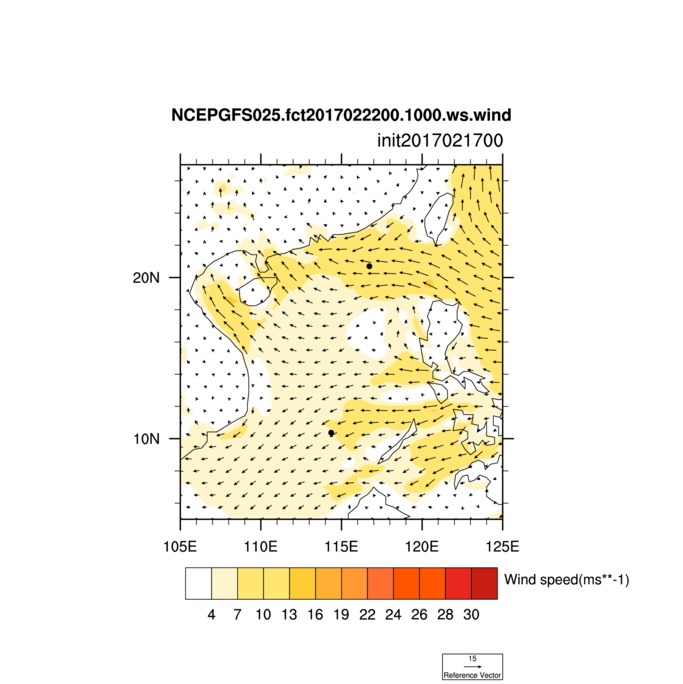 NCEPGFS025.fct2017022200.1000.ws.wind
init2017021700
20N
10N
105E 110E 115E 120E 125E
Wind speed(ms**-1)
4 7 10 13 16 19 22 24 26 28 30
15
Reference Vector